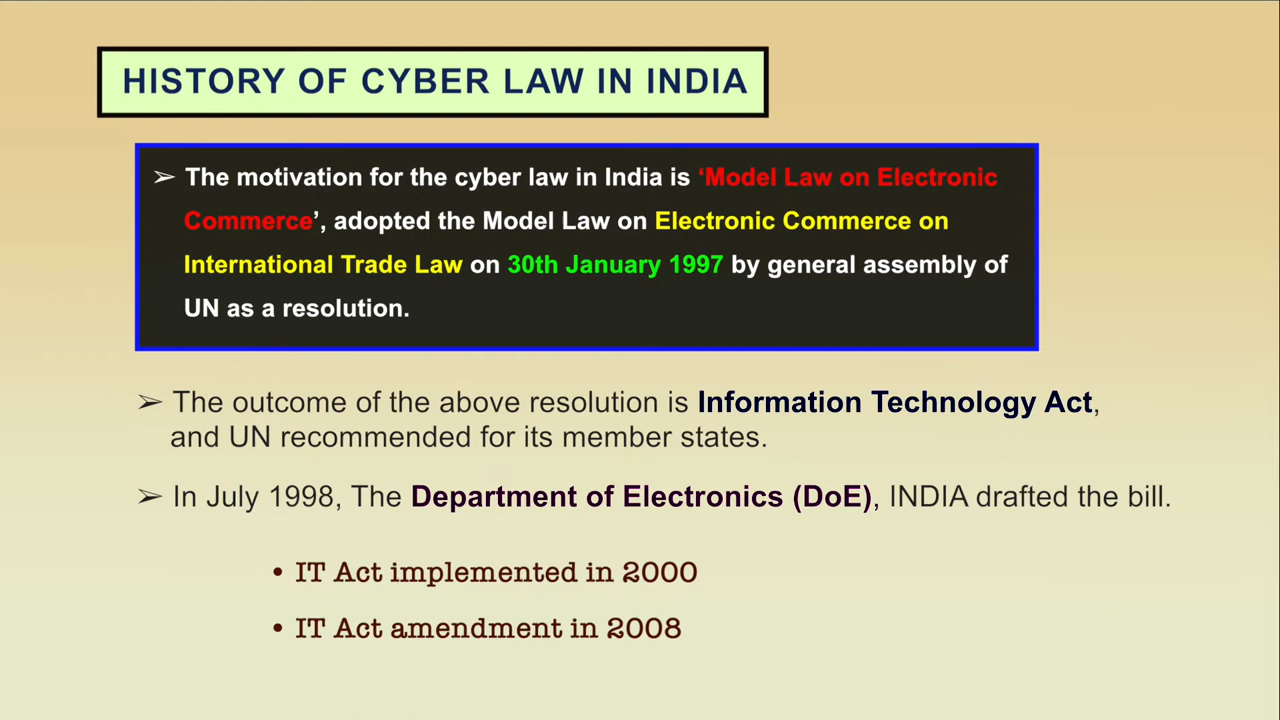 HISTORY OF CYBER LAW IN INDIA
➢ The motivation for the cyber law in India is ‘Model Law on Electronic
Commerce’, adopted the Model Law on Electronic Commerce on
International Trade Law on 30th January 1997 by general assembly of
UN as a resolution.
➢ The outcome of the above resolution is Information Technology Act,
and UN recommended for its member states.
➢ In July 1998, The Department of Electronics (DoE), INDIA drafted the bill.
• IT Act implemented in 2000
• IT Act amendment in 2008